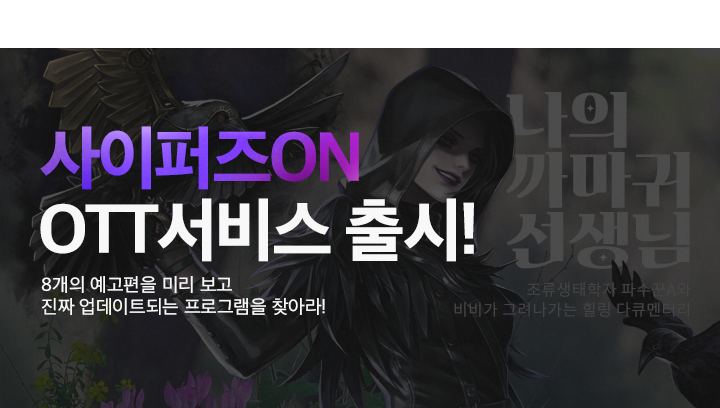 사이퍼즈ON
OTT서비스 출시!
8개의 예고편을 미리 보고
진짜 업데이트되는 프로그램을 찾아라!
나의
까마귀
선생님
조류생태학자 파수꾼A와
비비가 그려나가는 힐링 다큐멘터리